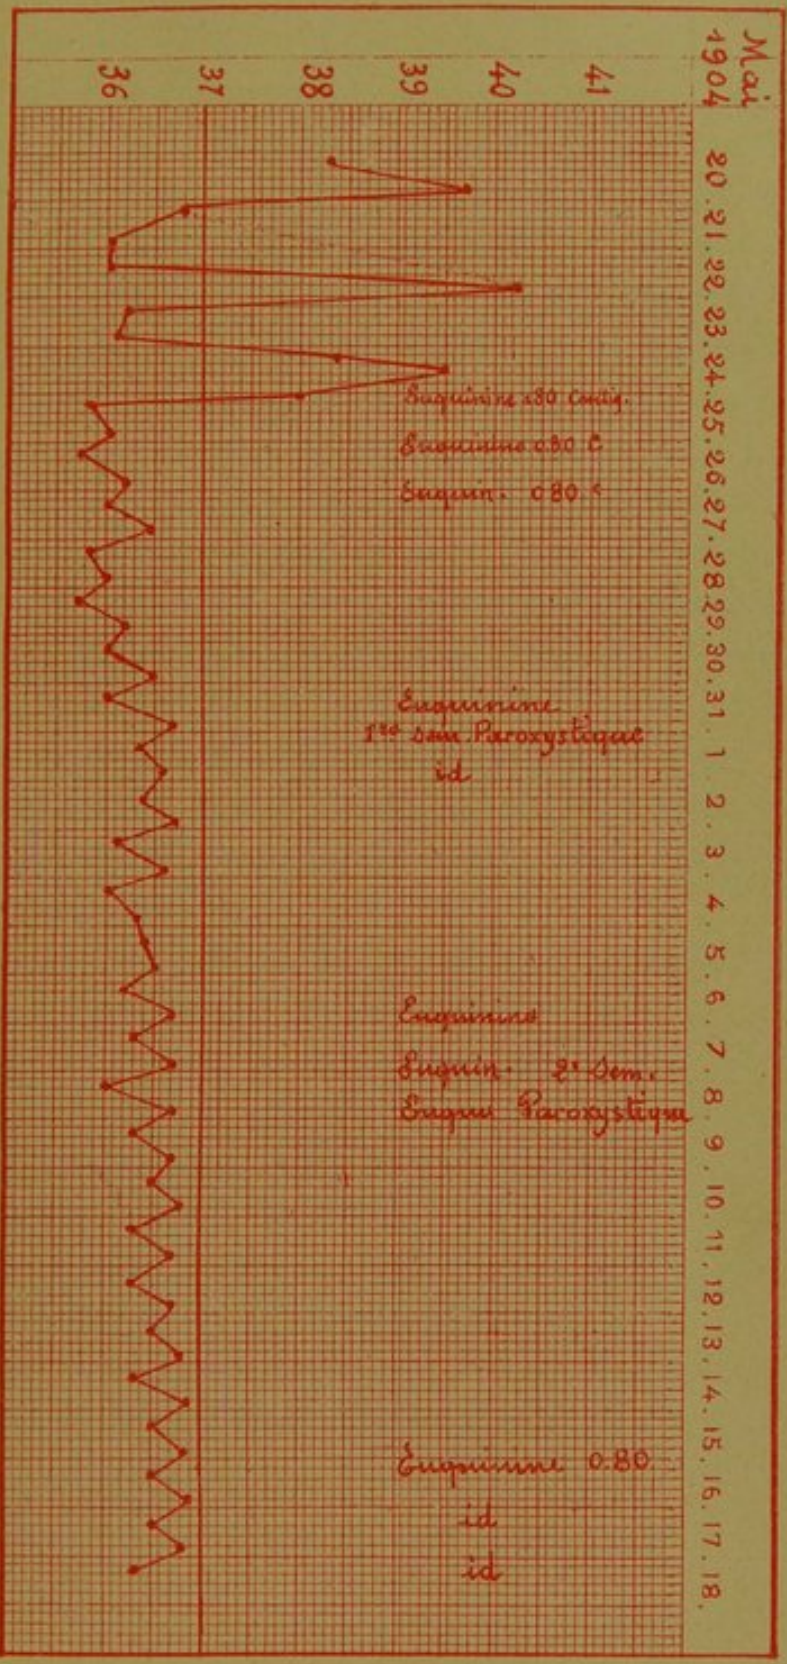 Mai
1904
20. 21. 22. 23. 24. 25. 26. 27. 28 29. 30. 31. 1. 2. 3. 4. 5. 6. 7. 8. 9. 10. 11. 12. 13. 14. 15. 16. 17. 18.
41
40
39
38
37
36
Euquinine 0.80 Centig.
Euquinine 0.80 C
Euquin. 0.80 c
Euquinine
1re Sem. Paroxystique
id
Euquinine
Euquin. 2e Sem.
Euquin Paroxystique
Euquinine 0.80
id
id